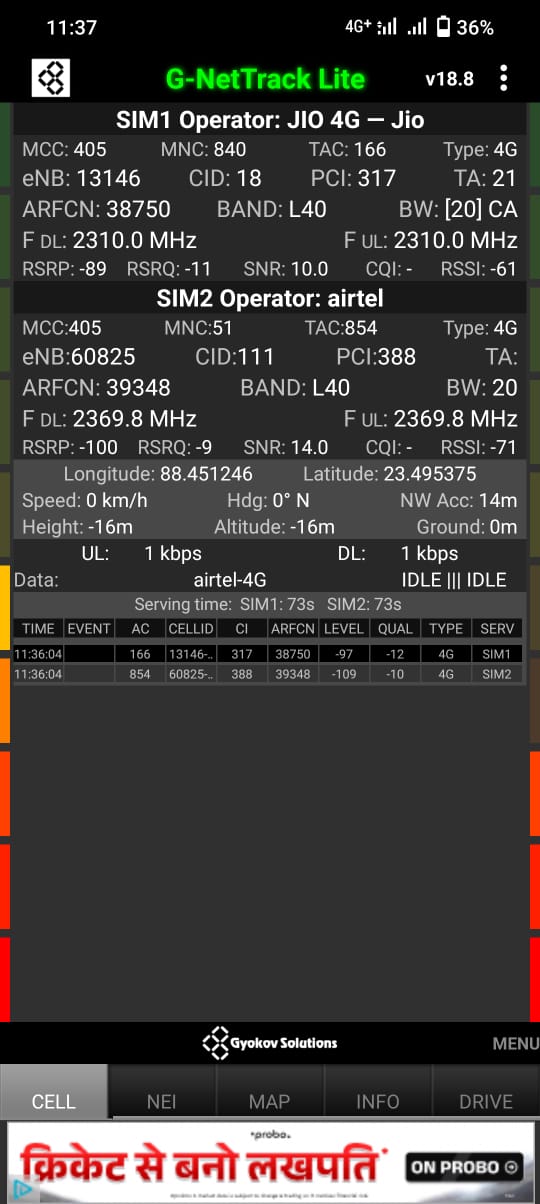 11:37 4G+ 36%
G-NetTrack Lite v18.8
SIM1 Operator: JIO 4G — Jio
MCC: 405 MNC: 840 TAC: 166 Type: 4G
eNB: 13146 CID: 18 PCI: 317 TA: 21
ARFCN: 38750 BAND: L40 BW: [20] CA
F DL: 2310.0 MHz F UL: 2310.0 MHz
RSRP: -89 RSRQ: -11 SNR: 10.0 CQI: - RSSI: -61
SIM2 Operator: airtel
MCC:405 MNC:51 TAC:854 Type: 4G
eNB:60825 CID:111 PCI:388 TA:
ARFCN: 39348 BAND: L40 BW: 20
F DL: 2369.8 MHz F UL: 2369.8 MHz
RSRP: -100 RSRQ: -9 SNR: 14.0 CQI: - RSSI: -71
Longitude: 88.451246 Latitude: 23.495375
Speed: 0 km/h Hdg: 0° N NW Acc: 14m
Height: -16m Altitude: -16m Ground: 0m
UL: 1 kbps DL: 1 kbps
Data: airtel-4G IDLE ||| IDLE
Serving time: SIM1: 73s SIM2: 73s
TIME EVENT AC CELLID CI ARFCN LEVEL QUAL TYPE SERV
11:36:04 166 13146-.. 317 38750 -97 -12 4G SIM1
11:36:04 854 60825-.. 388 39348 -109 -10 4G SIM2
Gyokov Solutions MENU
CELL NEI MAP INFO DRIVE
•probo.
क्रिकेट से बनो लखपति* ON PROBO